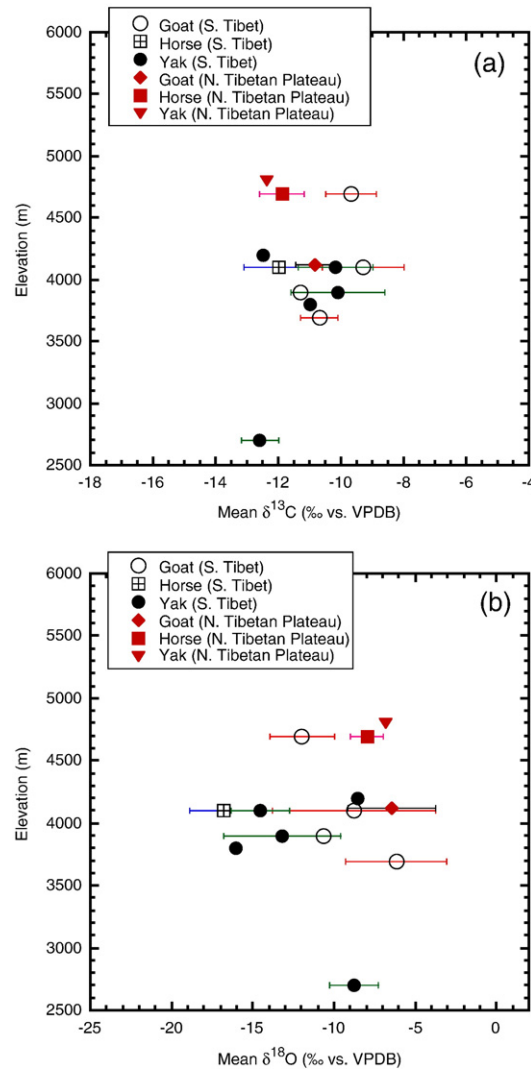 Goat (S. Tibet)
Horse (S. Tibet)
Yak (S. Tibet)
Goat (N. Tibetan Plateau)
Horse (N. Tibetan Plateau)
Yak (N. Tibetan Plateau)
(a)
6000
5500
5000
4500
4000
3500
3000
2500
Elevation (m)
-18 -16 -14 -12 -10 -8 -6 -4
Mean δ¹³C (‰ vs. VPDB)
Goat (S. Tibet)
Horse (S. Tibet)
Yak (S. Tibet)
Goat (N. Tibetan Plateau)
Horse (N. Tibetan Plateau)
Yak (N. Tibetan Plateau)
(b)
6000
5500
5000
4500
4000
3500
3000
2500
Elevation (m)
-25 -20 -15 -10 -5 0
Mean δ¹⁸O (‰ vs. VPDB)